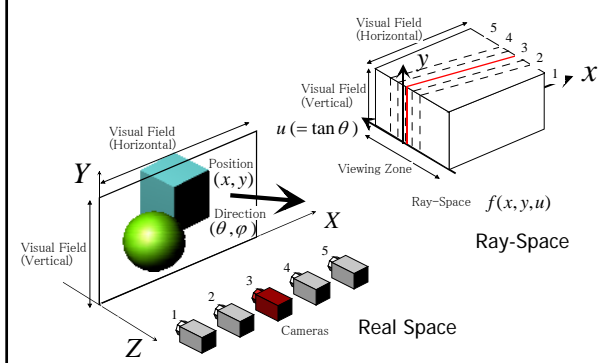 Visual Field
(Horizontal)
5
4
3
2
1
y
x
Visual Field
(Vertical)
u (= tan θ)
Viewing Zone
Ray-Space f(x, y, u)
Ray-Space
Visual Field
(Horizontal)
Y
Position
(x, y)
Direction
(θ, φ)
X
Visual Field
(Vertical)
Z
1
2
3
4
5
Cameras
Real Space